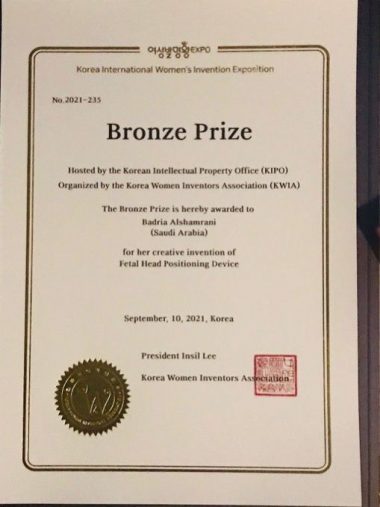 EXPO
Korea International Women's Invention Exposition
No.2021-235
Bronze Prize
Hosted by the Korean Intellectual Property Office (KIPO)
Organized by the Korea Women Inventors Association (KWIA)
The Bronze Prize is hereby awarded to
Badria Alshamrani
(Saudi Arabia)
for her creative invention of
Fetal Head Positioning Device
September, 10, 2021, Korea
President Insil Lee
Korea Women Inventors Association